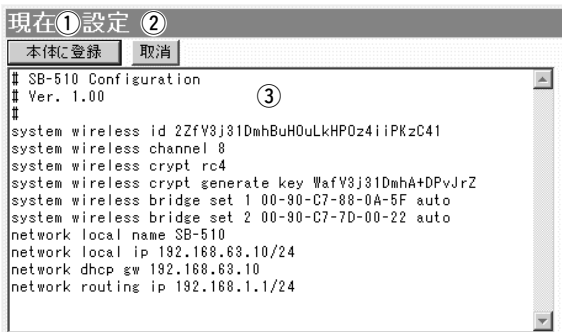 現在①設定 ②
本体に登録 取消
# SB-510 Configuration
# Ver. 1.00 ③
#
system wireless id 2ZfV3j31DmhBuHOuLkHPOz4iiPKzC41
system wireless channel 8
system wireless crypt rc4
system wireless crypt generate key WafV3j31DmhA+DPvJrZ
system wireless bridge set 1 00-90-C7-88-0A-5F auto
system wireless bridge set 2 00-90-C7-7D-00-22 auto
network local name SB-510
network local ip 192.168.63.10/24
network dhcp gw 192.168.63.10
network routing ip 192.168.1.1/24